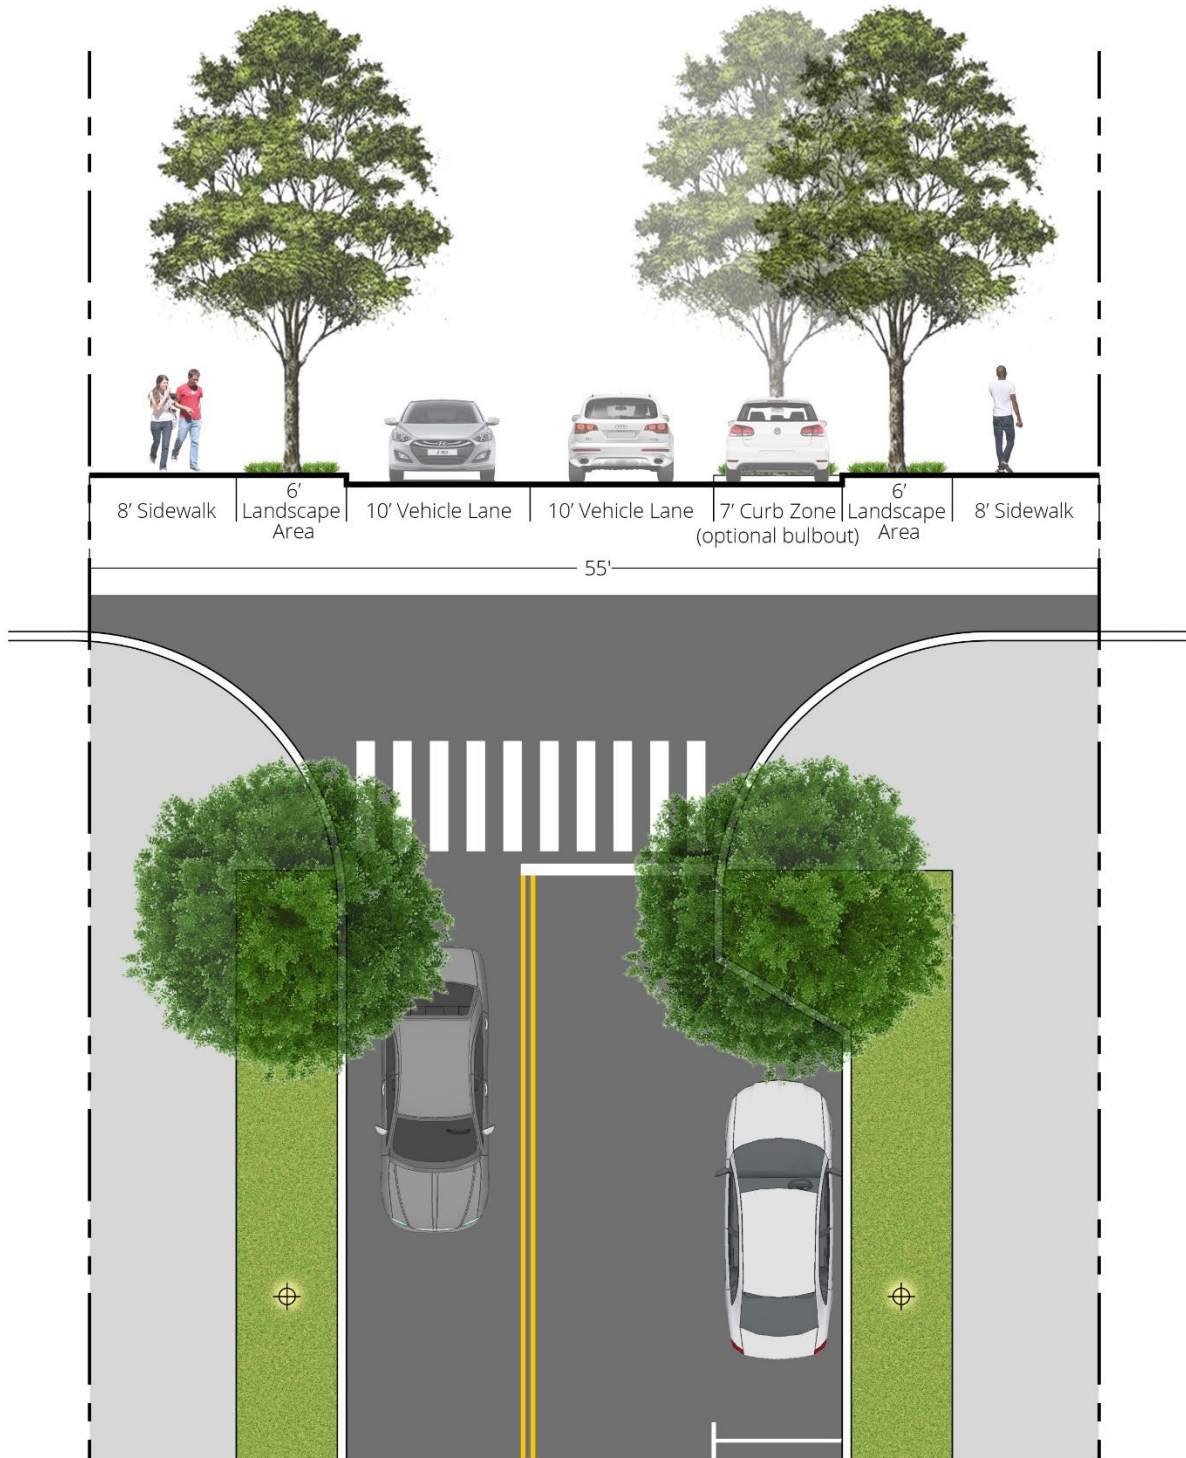 8’ Sidewalk
6’
Landscape
Area
10’ Vehicle Lane
10’ Vehicle Lane
7’ Curb Zone
(optional bulbout)
6’
Landscape
Area
8’ Sidewalk
55'